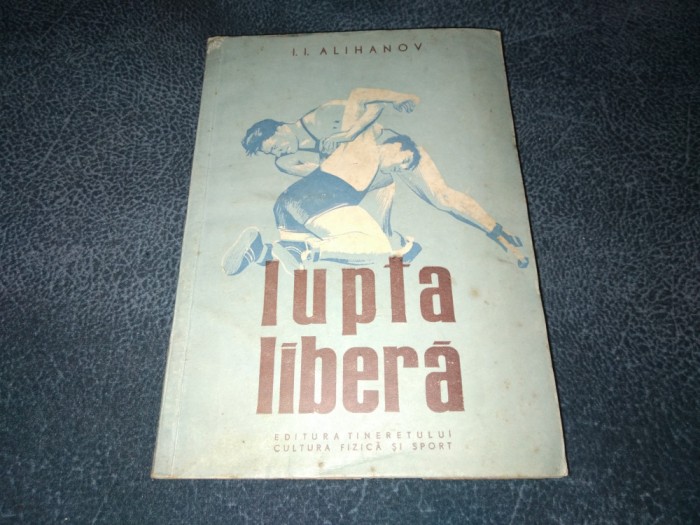 I.I. ALIHANOV
lupta
liberă
EDITURA TINERETULUI
CULTURA FIZICĂ ȘI SPORT